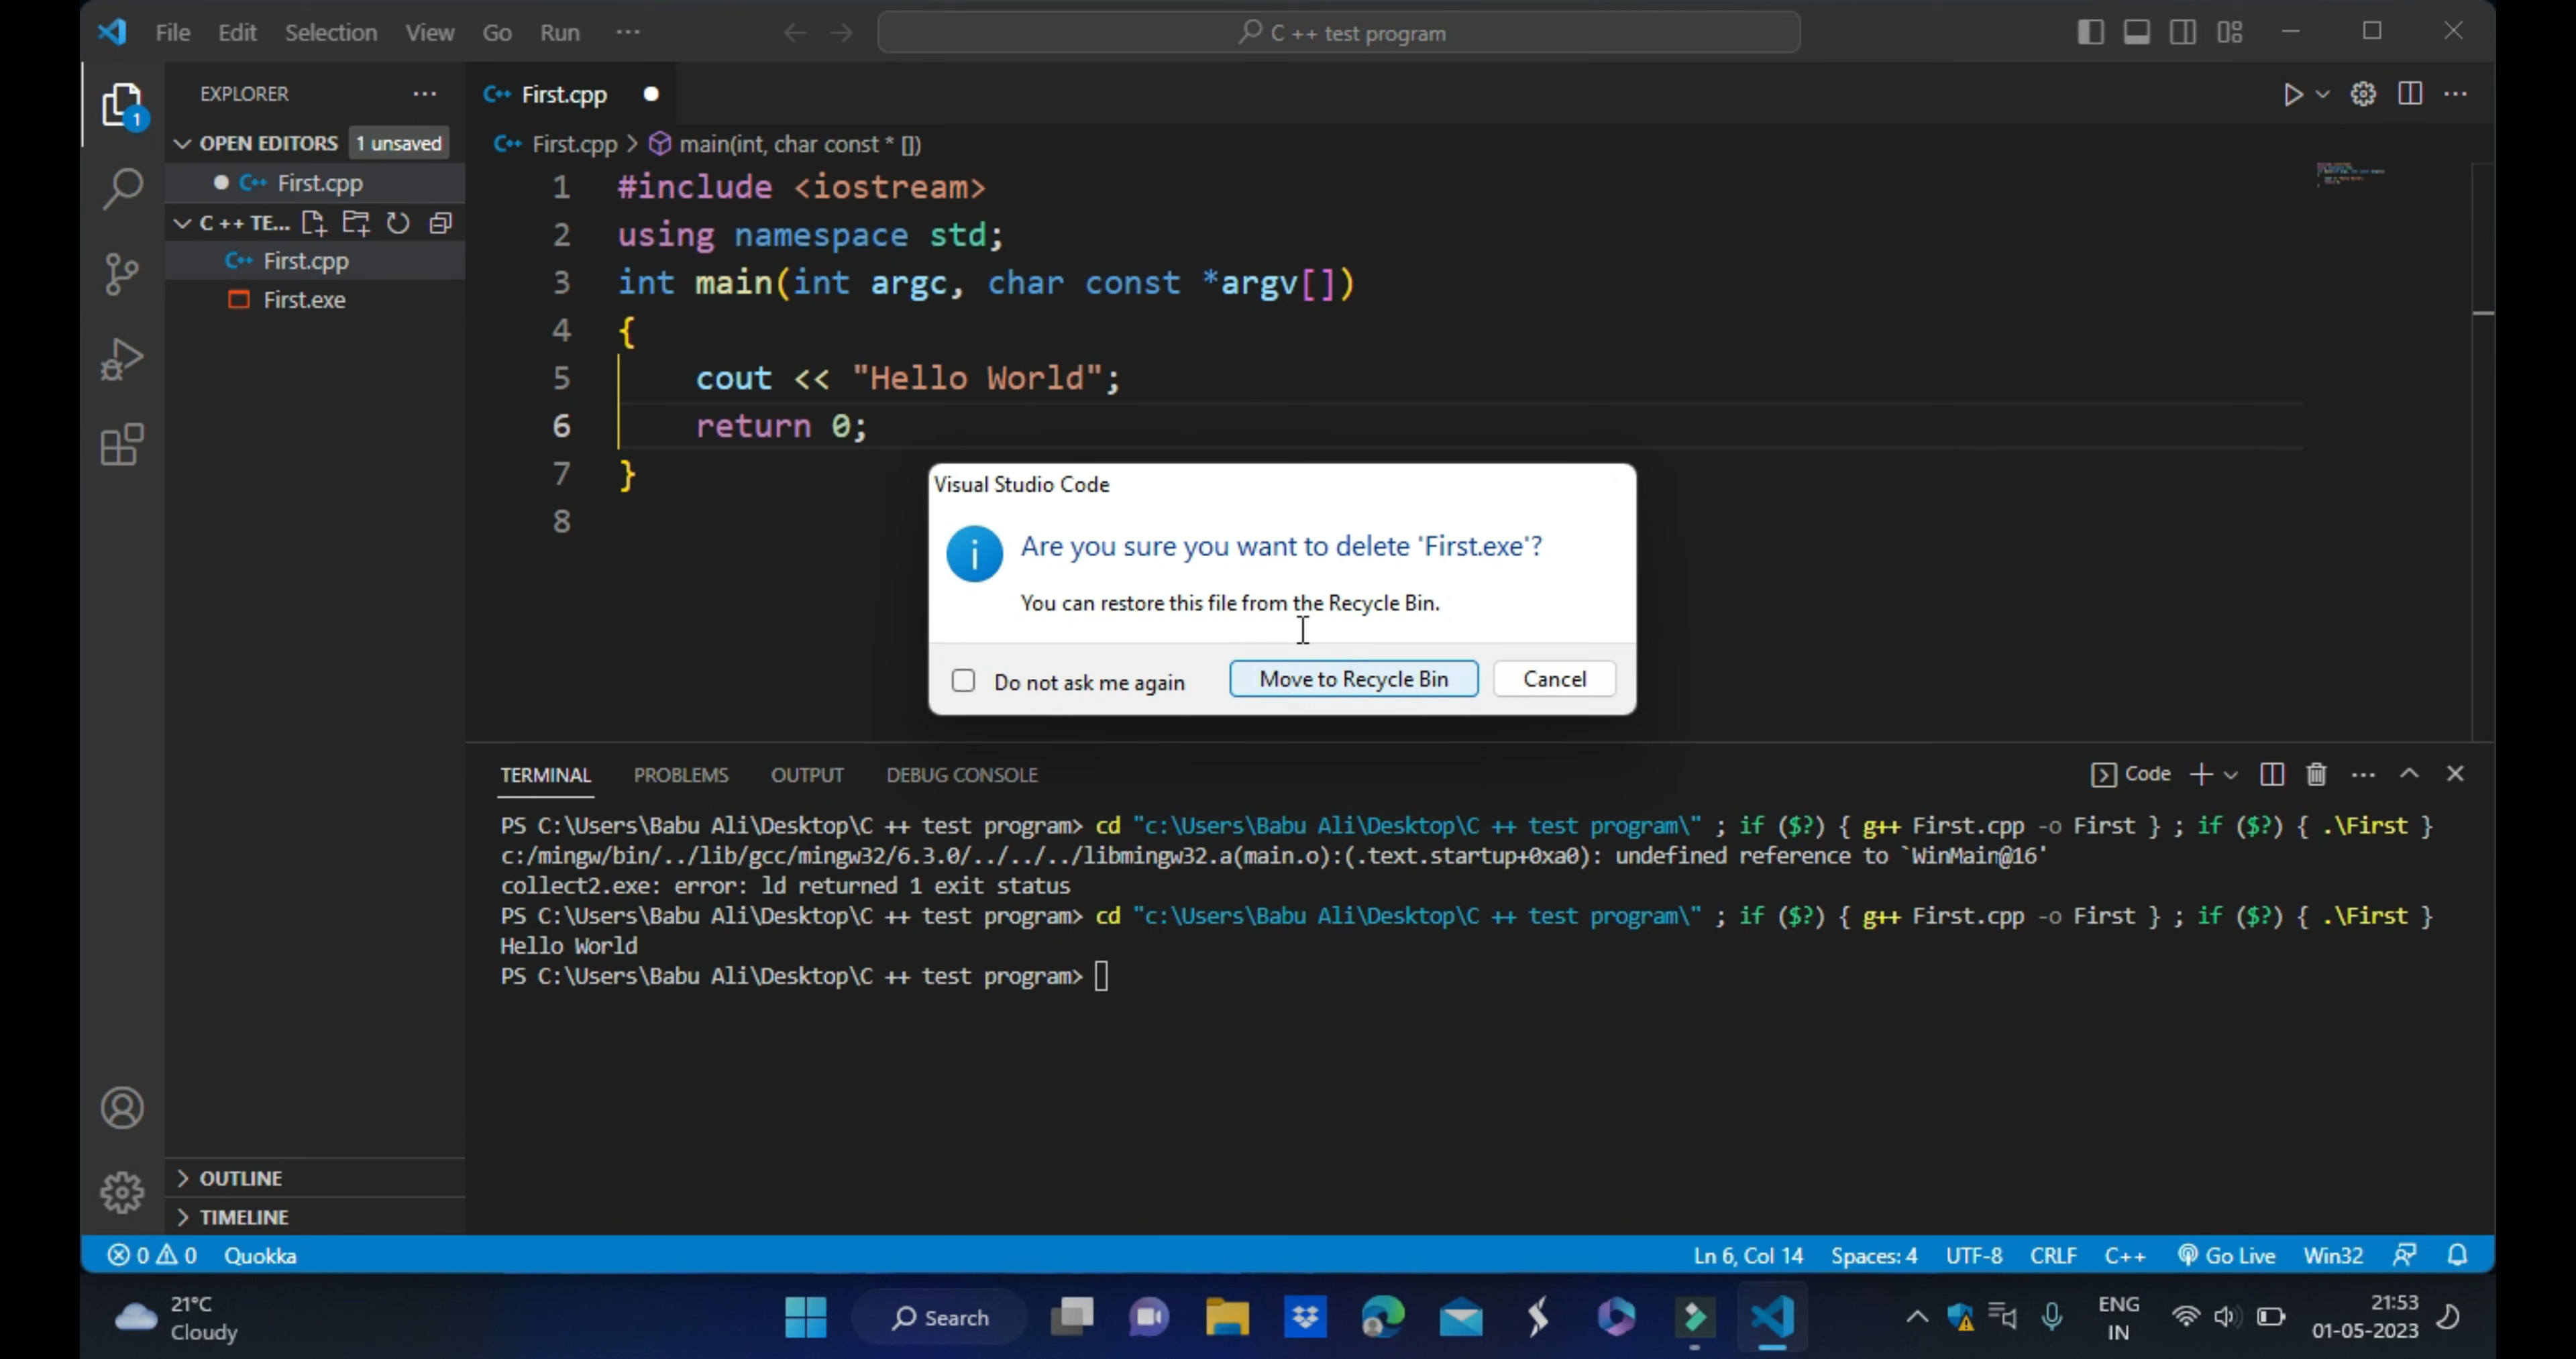 File Edit Selection View Go Run ··· C ++ test program
EXPLORER ···
OPEN EDITORS 1 unsaved
First.cpp
C ++ TE...
First.cpp
First.exe
OUTLINE
TIMELINE
First.cpp
First.cpp > main(int, char const * [])
1 #include <iostream>
2 using namespace std;
3 int main(int argc, char const *argv[])
4 {
5 cout << "Hello World";
6 return 0;
7 }
8
Visual Studio Code
Are you sure you want to delete 'First.exe'?
You can restore this file from the Recycle Bin.
Do not ask me again Move to Recycle Bin Cancel
TERMINAL PROBLEMS OUTPUT DEBUG CONSOLE Code
PS C:\Users\Babu Ali\Desktop\C ++ test program> cd "c:\Users\Babu Ali\Desktop\C ++ test program\" ; if ($?) { g++ First.cpp -o First } ; if ($?) { .\First }
c:/mingw/bin/../lib/gcc/mingw32/6.3.0/../../../libmingw32.a(main.o):(.text.startup+0xa0): undefined reference to `WinMain@16'
collect2.exe: error: ld returned 1 exit status
PS C:\Users\Babu Ali\Desktop\C ++ test program> cd "c:\Users\Babu Ali\Desktop\C ++ test program\" ; if ($?) { g++ First.cpp -o First } ; if ($?) { .\First }
Hello World
PS C:\Users\Babu Ali\Desktop\C ++ test program>
0 0 Quokka Ln 6, Col 14 Spaces: 4 UTF-8 CRLF C++ Go Live Win32
21°C
Cloudy
Search
ENG
IN
21:53
01-05-2023